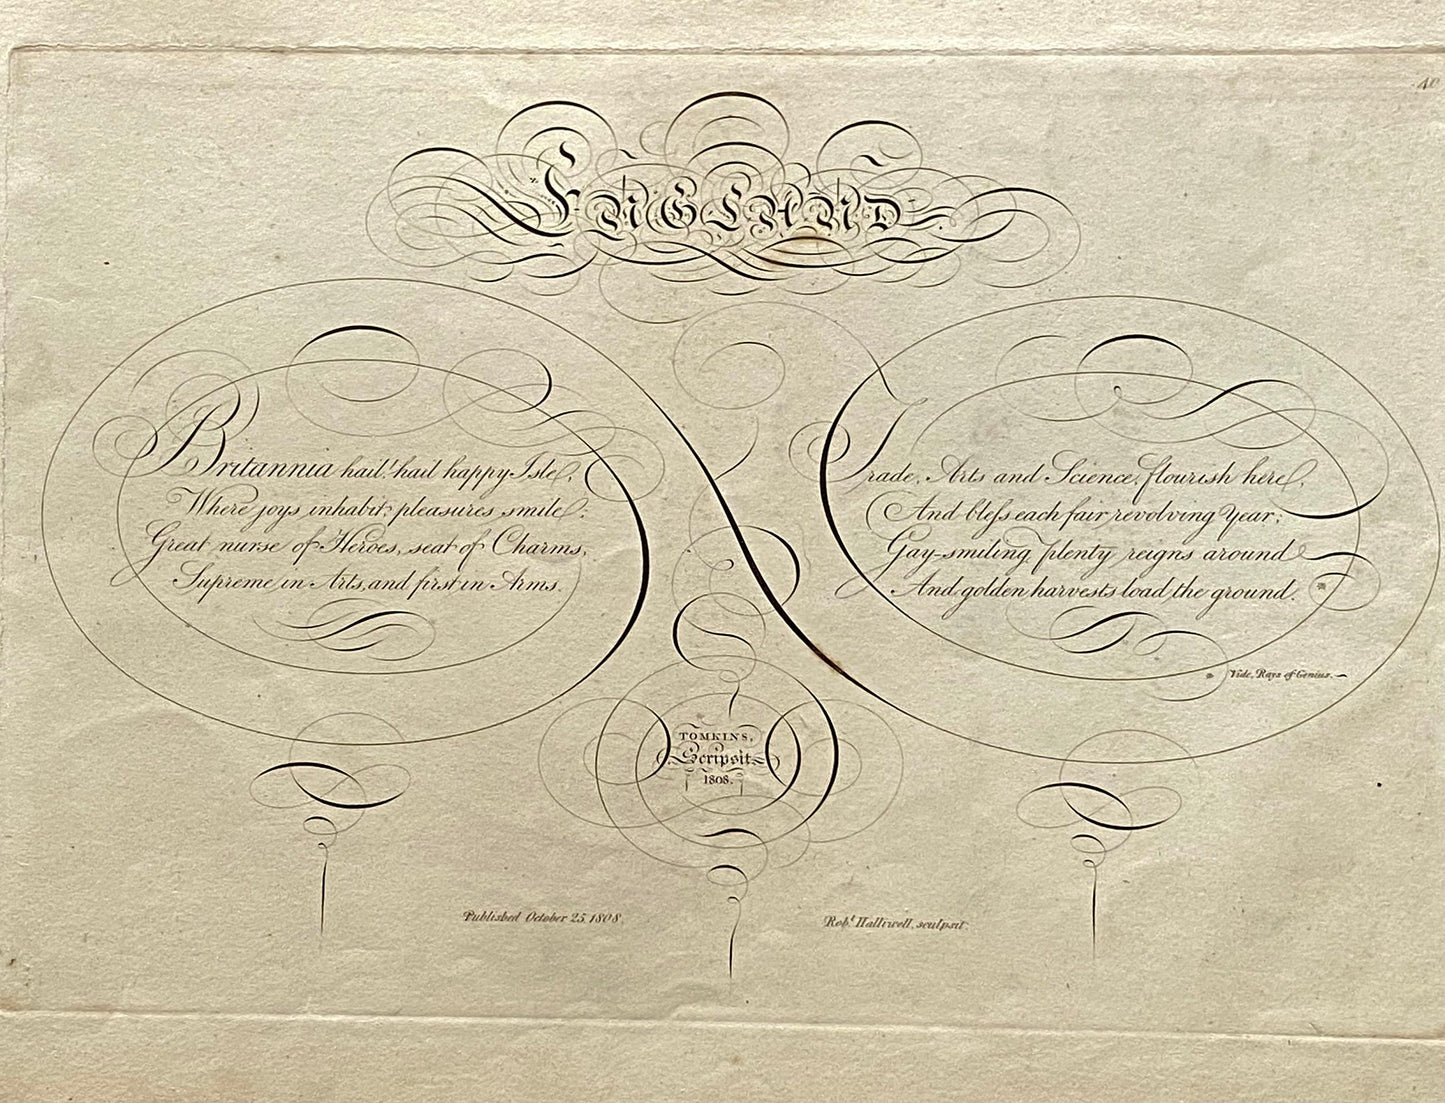 40
ENGLAND.
Britannia hail! hail happy Isle,
Where joys inhabit, pleasures smile;
Great nurse of Heroes, seat of Charms,
Supreme in Arts, and first in Arms.
Trade, Arts and Science, flourish here,
And bleſs each fair revolving Year;
Gay-smiling plenty reigns around
And golden harvests load the ground. *
* Vide, Rays of Genius.
TOMKINS,
Scripsit
1808.
Published October 25, 1808.
Robt. Halliwell, sculpsit.